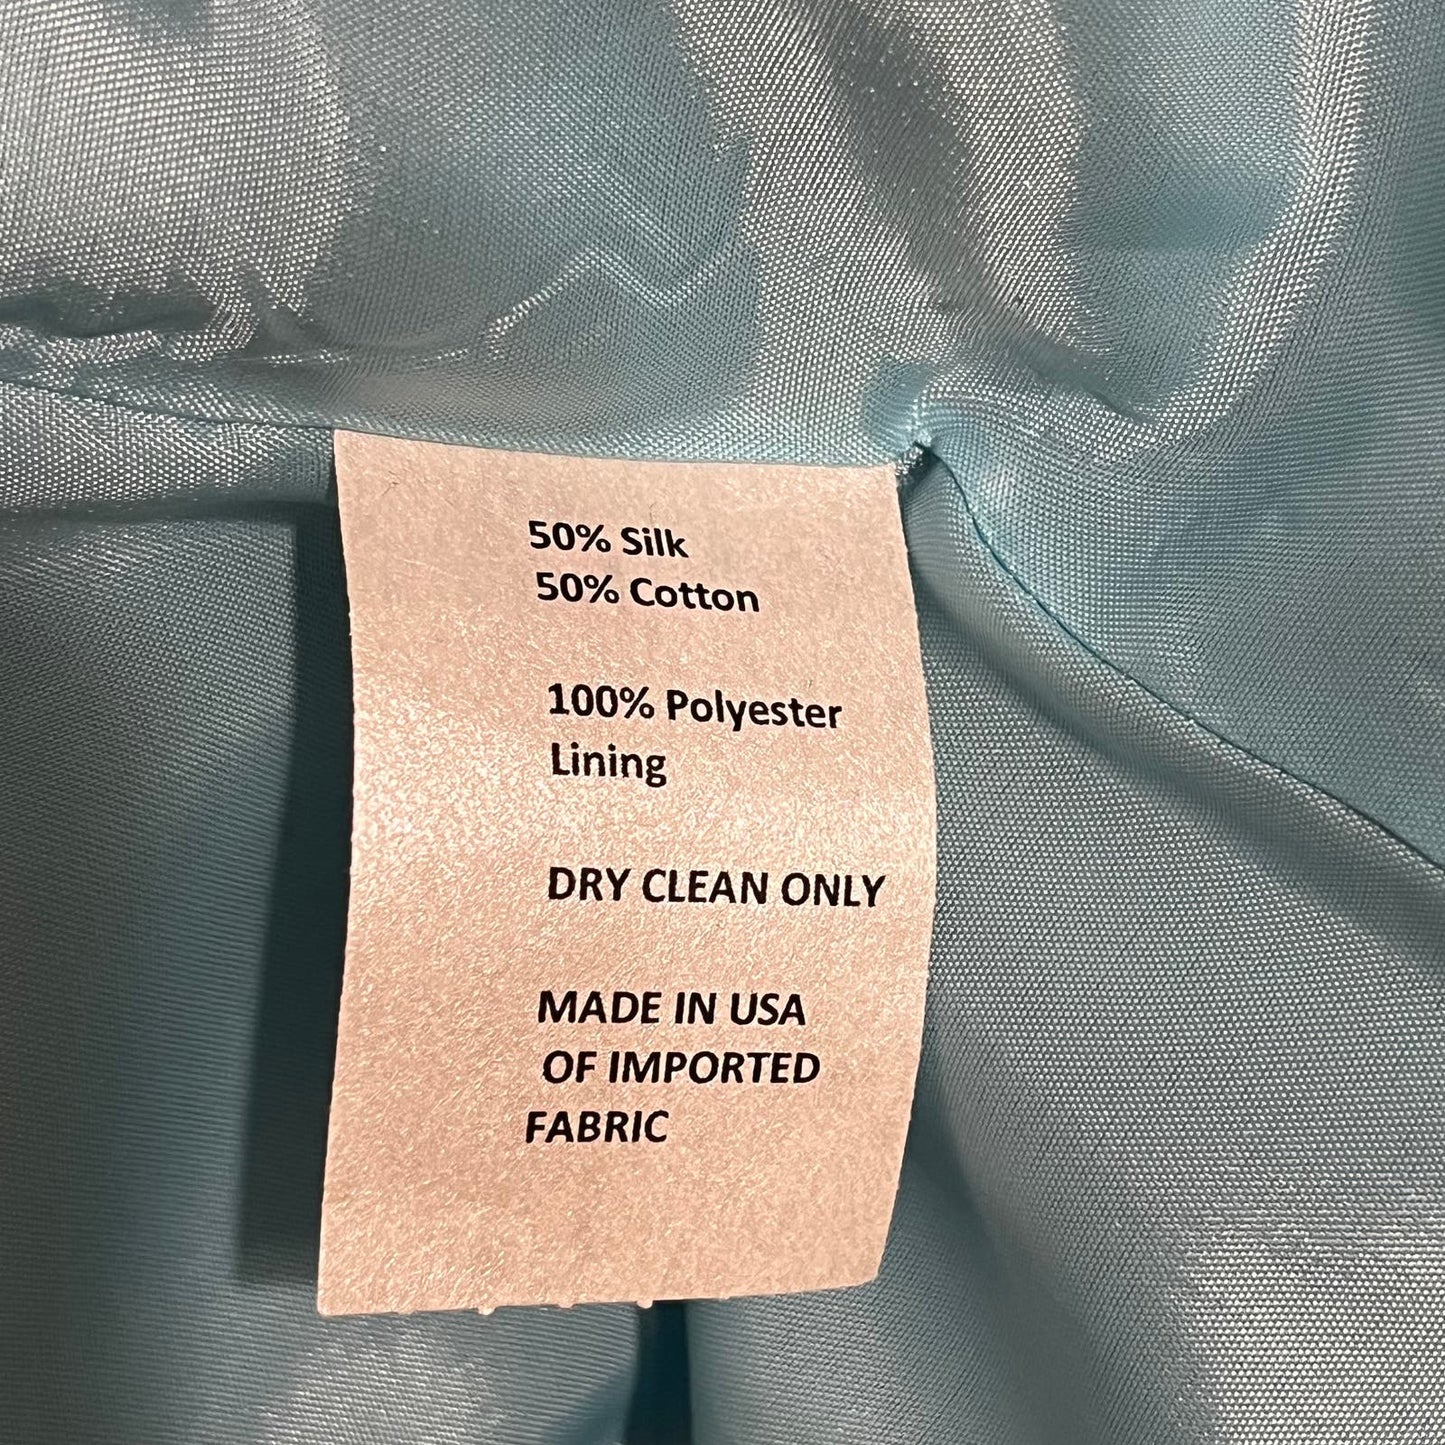 50% Silk
50% Cotton
100% Polyester
Lining
DRY CLEAN ONLY
MADE IN USA
OF IMPORTED
FABRIC